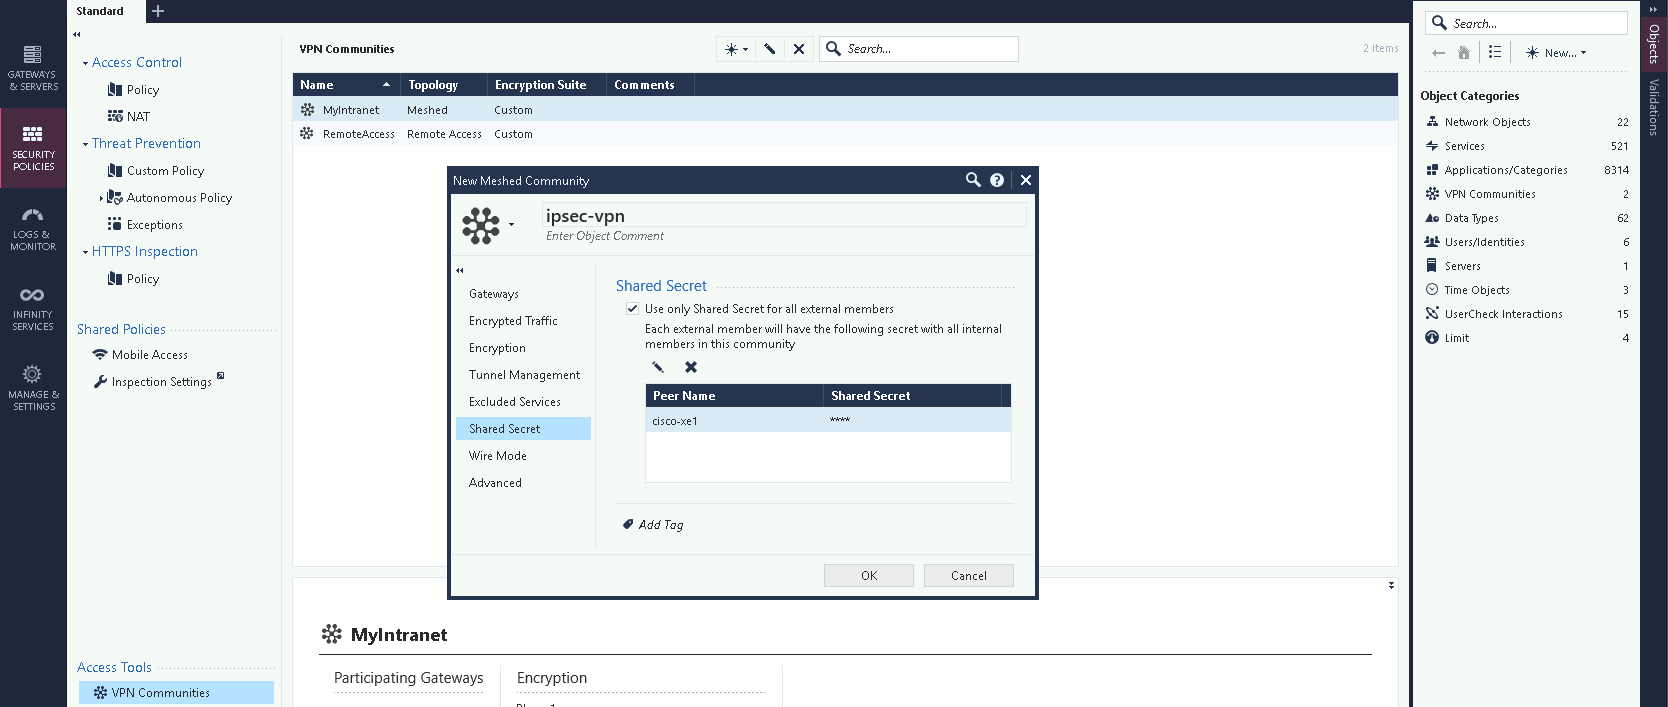 Standard
GATEWAYS
& SERVERS
SECURITY
POLICIES
LOGS &
MONITOR
INFINITY
SERVICES
MANAGE &
SETTINGS
Access Control
Policy
NAT
Threat Prevention
Custom Policy
Autonomous Policy
Exceptions
HTTPS Inspection
Policy
Shared Policies
Mobile Access
Inspection Settings
Access Tools
VPN Communities
VPN Communities
Search...
2 items
Name Topology Encryption Suite Comments
MyIntranet Meshed Custom
RemoteAccess Remote Access Custom
New Meshed Community
ipsec-vpn
Enter Object Comment
Gateways
Encrypted Traffic
Encryption
Tunnel Management
Excluded Services
Shared Secret
Wire Mode
Advanced
Shared Secret
Use only Shared Secret for all external members
Each external member will have the following secret with all internal
members in this community
Peer Name Shared Secret
cisco-xe1 ****
Add Tag
OK Cancel
MyIntranet
Participating Gateways Encryption
Search...
New...
Object Categories
Network Objects 22
Services 521
Applications/Categories 8314
VPN Communities 2
Data Types 62
Users/Identities 6
Servers 1
Time Objects 3
UserCheck Interactions 15
Limit 4
Objects
Validations